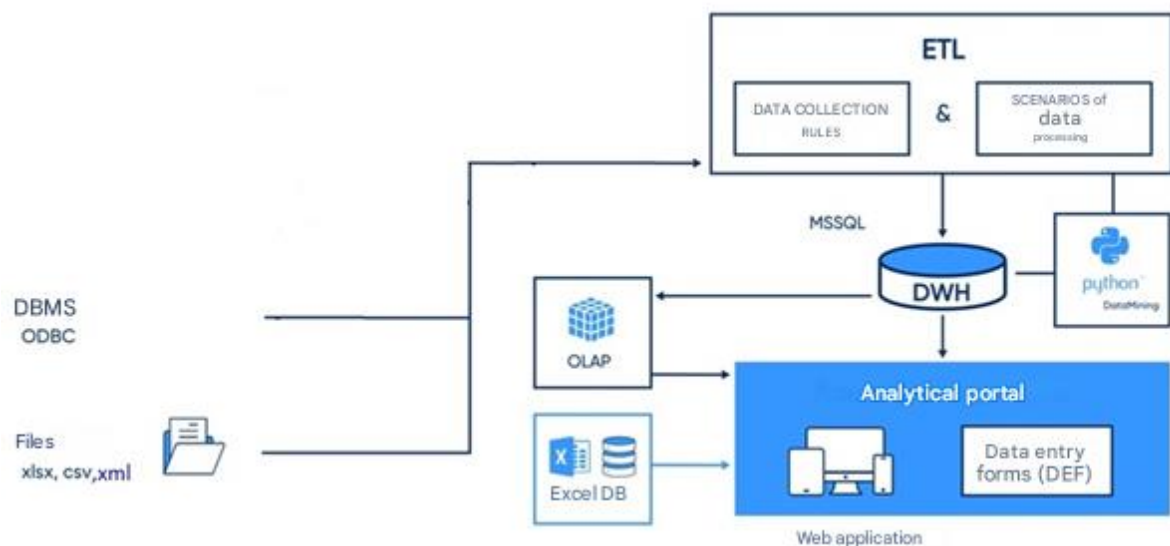 ETL
DATA COLLECTION
RULES
&
SCENARIOS of
data
processing
MSSQL
python
DataMining
DWH
DBMS
ODBC
OLAP
Analytical portal
Files
xlsx, csv,xml
X
Excel DB
Data entry
forms (DEF)
Web application